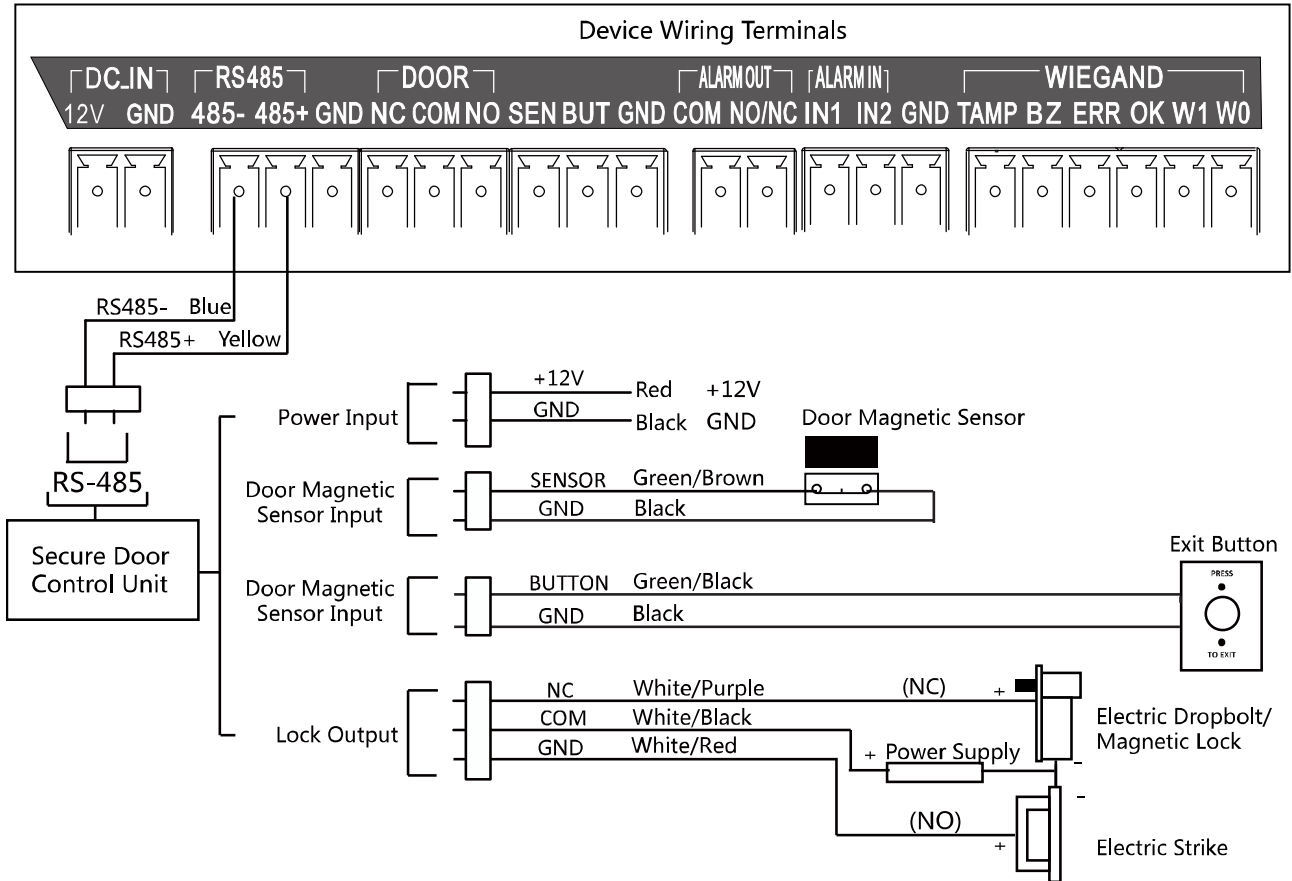 Device Wiring Terminals
DC_IN RS485 DOOR ALARM OUT ALARM IN WIEGAND
12V GND 485- 485+ GND NC COM NO SEN BUT GND COM NO/NC IN1 IN2 GND TAMP BZ ERR OK W1 W0
RS485- Blue
RS485+ Yellow
RS-485
Secure Door
Control Unit
Power Input
+12V
GND
Red +12V
Black GND
Door Magnetic Sensor
Door Magnetic
Sensor Input
SENSOR Green/Brown
GND Black
Door Magnetic
Sensor Input
BUTTON Green/Black
GND Black
Exit Button
PRESS
TO EXIT
Lock Output
NC White/Purple (NC) +
COM White/Black
GND White/Red
+ Power Supply -
Electric Dropbolt/
Magnetic Lock
(NO) + -
Electric Strike